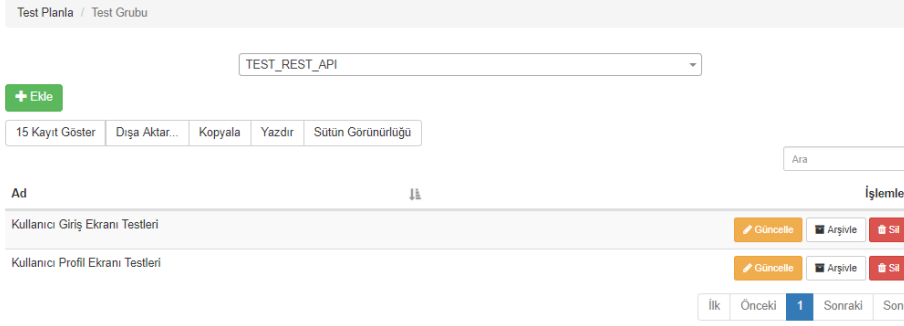 Test Planla / Test Grubu
TEST_REST_API
Ekle
15 Kayıt Göster Dışa Aktar... Kopyala Yazdır Sütün Görünürlüğü
Ara
Ad İşlemle
Kullanıcı Giriş Ekranı Testleri Güncelle Arşivle Sil
Kullanıcı Profil Ekranı Testleri Güncelle Arşivle Sil
İlk Önceki 1 Sonraki Son